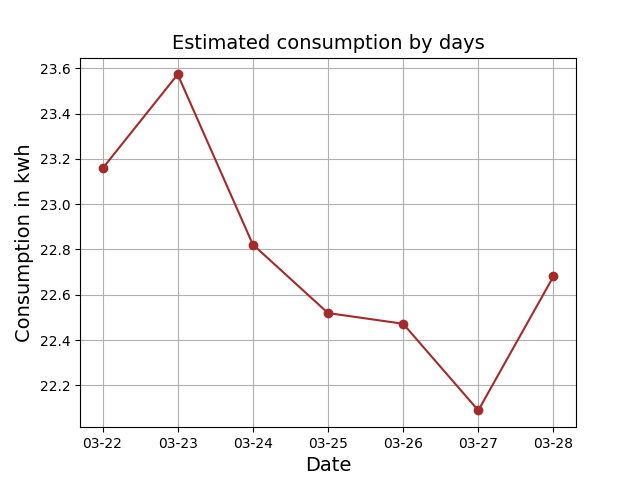 Estimated consumption by days
23.6
23.4
23.2
23.0
22.8
22.6
22.4
22.2
Consumption in kwh
03-22 03-23 03-24 03-25 03-26 03-27 03-28
Date